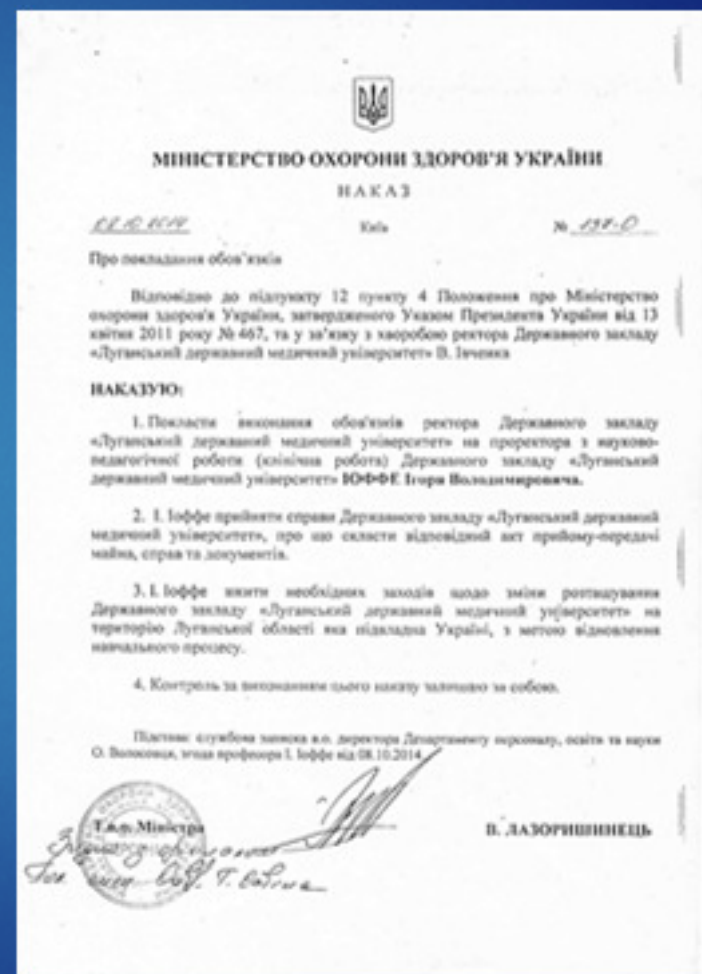 МІНІСТЕРСТВО ОХОРОНИ ЗДОРОВ'Я УКРАЇНИ
НАКАЗ
Київ
№ 197-О
Про покладання обов'язків
Відповідно до підпункту 12 пункту 4 Положення про Міністерство
охорони здоров'я України, затвердженого Указом Президента України від 13
квітня 2011 року № 467, та у зв'язку з хворобою ректора Державного закладу
«Луганський державний медичний університет» В. Івченка
НАКАЗУЮ:
1. Покласти виконання обов'язків ректора Державного закладу
«Луганський державний медичний університет» на проректора з науково-
педагогічної роботи (клінічна робота) Державного закладу «Луганський
державний медичний університет» ЮФФЕ Ігоря Володимировича.
2. І. Іоффе прийняти справи Державного закладу «Луганський державний
медичний університет», про що скласти відповідний акт прийому-передачі
майна, справ та документів.
3. І. Іоффе вжити необхідних заходів щодо зміни розташування
Державного закладу «Луганський державний медичний університет» на
територію Луганської області яка підвладна Україні, з метою відновлення
навчального процесу.
4. Контроль за виконанням цього наказу залишаю за собою.
Підстава: службова записка в.о. директора Департаменту персоналу, освіти та науки
О. Волосовця, згода професора І. Іоффе від 08.10.2014
Т.в.о. Міністра
В. ЛАЗОРИШИНЕЦЬ